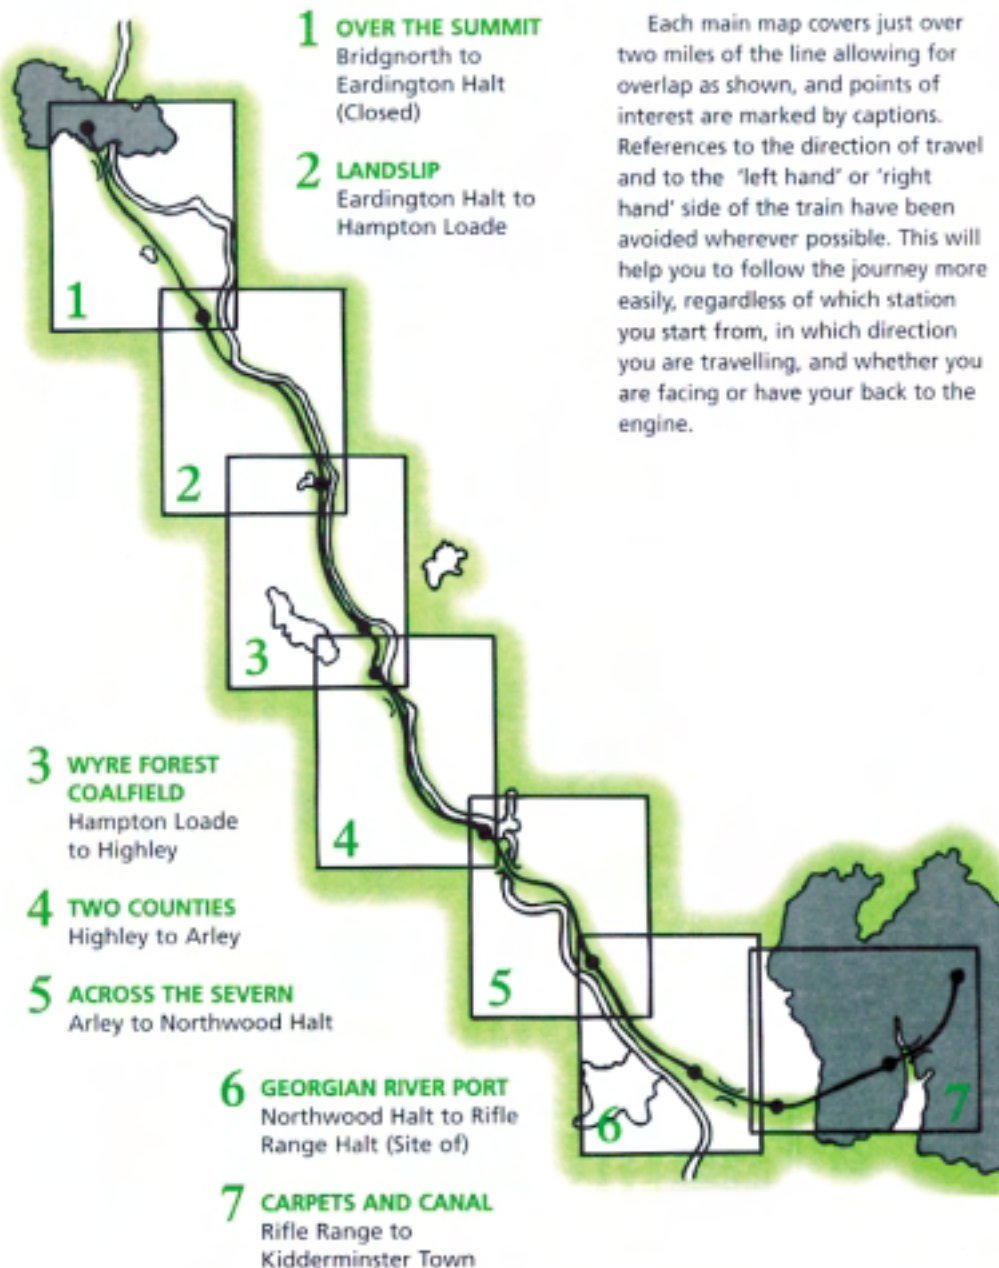 1 OVER THE SUMMIT
Bridgnorth to
Eardington Halt
(Closed)
2 LANDSLIP
Eardington Halt to
Hampton Loade
Each main map covers just over
two miles of the line allowing for
overlap as shown, and points of
interest are marked by captions.
References to the direction of travel
and to the 'left hand' or 'right
hand' side of the train have been
avoided wherever possible. This will
help you to follow the journey more
easily, regardless of which station
you start from, in which direction
you are travelling, and whether you
are facing or have your back to the
engine.
1
2
3
4
5
6
7
3 WYRE FOREST
COALFIELD
Hampton Loade
to Highley
4 TWO COUNTIES
Highley to Arley
5 ACROSS THE SEVERN
Arley to Northwood Halt
6 GEORGIAN RIVER PORT
Northwood Halt to Rifle
Range Halt (Site of)
7 CARPETS AND CANAL
Rifle Range to
Kidderminster Town